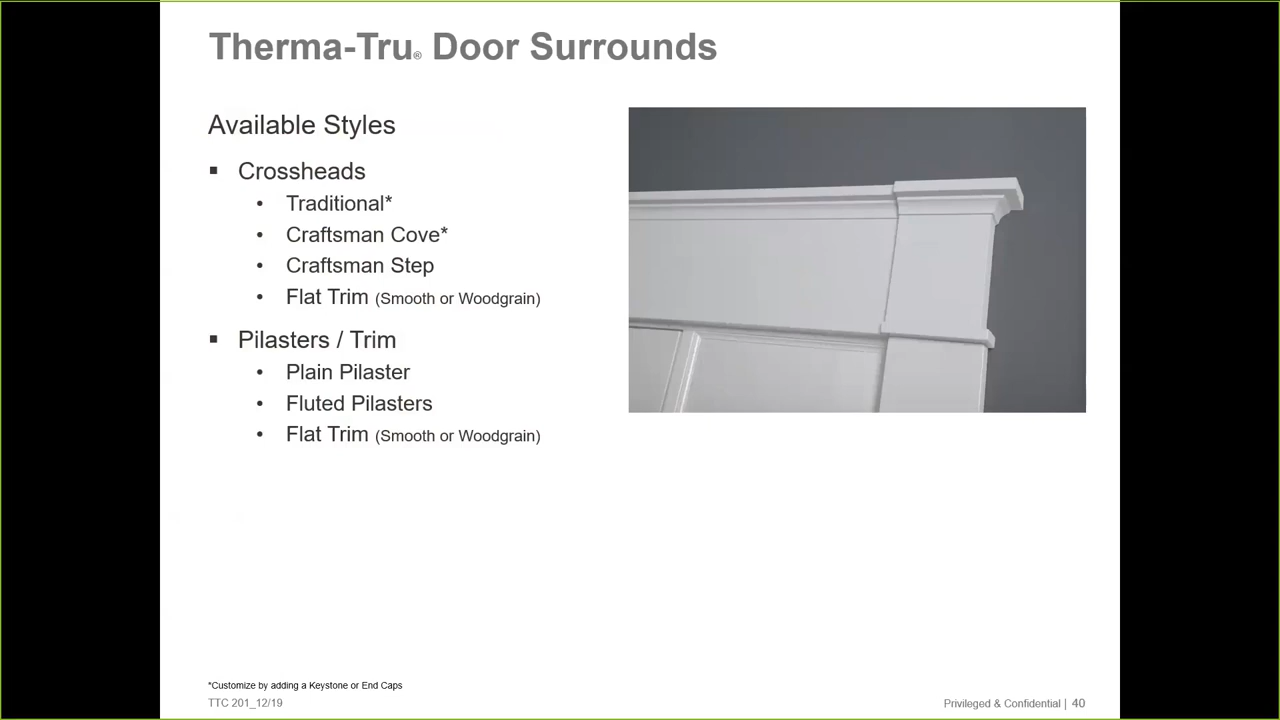 Therma-Tru® Door Surrounds
Available Styles
▪ Crossheads
• Traditional*
• Craftsman Cove*
• Craftsman Step
• Flat Trim (Smooth or Woodgrain)
▪ Pilasters / Trim
• Plain Pilaster
• Fluted Pilasters
• Flat Trim (Smooth or Woodgrain)
*Customize by adding a Keystone or End Caps
TTC 201_12/19
Privileged & Confidential | 40